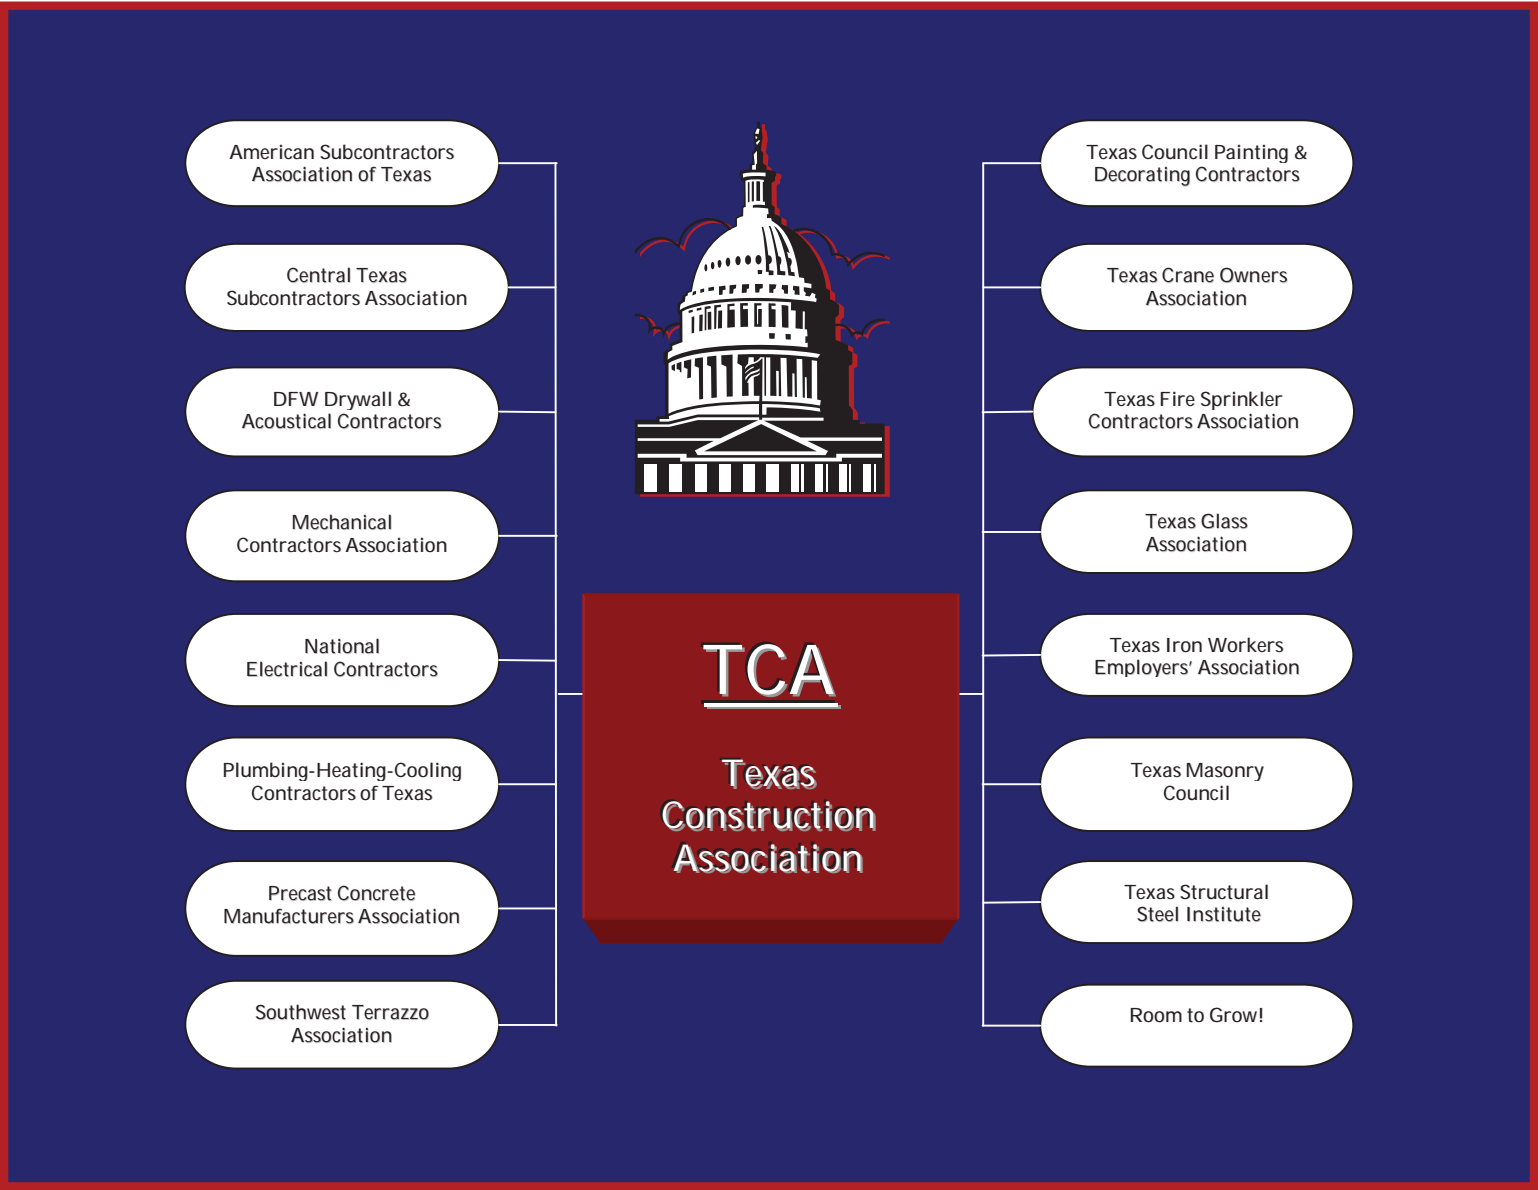 American Subcontractors
Association of Texas
Central Texas
Subcontractors Association
DFW Drywall &
Acoustical Contractors
Mechanical
Contractors Association
National
Electrical Contractors
Plumbing-Heating-Cooling
Contractors of Texas
Precast Concrete
Manufacturers Association
Southwest Terrazzo
Association
TCA
Texas
Construction
Association
Texas Council Painting &
Decorating Contractors
Texas Crane Owners
Association
Texas Fire Sprinkler
Contractors Association
Texas Glass
Association
Texas Iron Workers
Employers' Association
Texas Masonry
Council
Texas Structural
Steel Institute
Room to Grow!